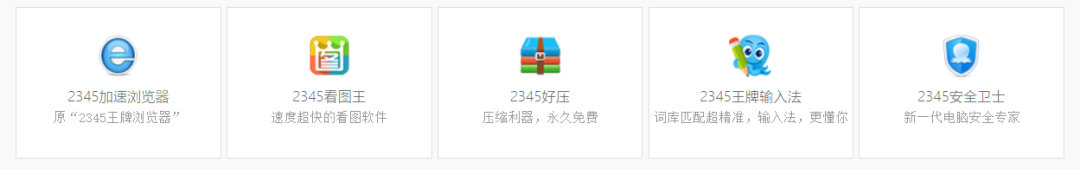 2345加速浏览器
原“2345王牌浏览器”
图
2345看图王
速度超快的看图软件
2345好压
压缩利器，永久免费
2345王牌输入法
词库匹配超精准，输入法，更懂你
2345安全卫士
新一代电脑安全专家